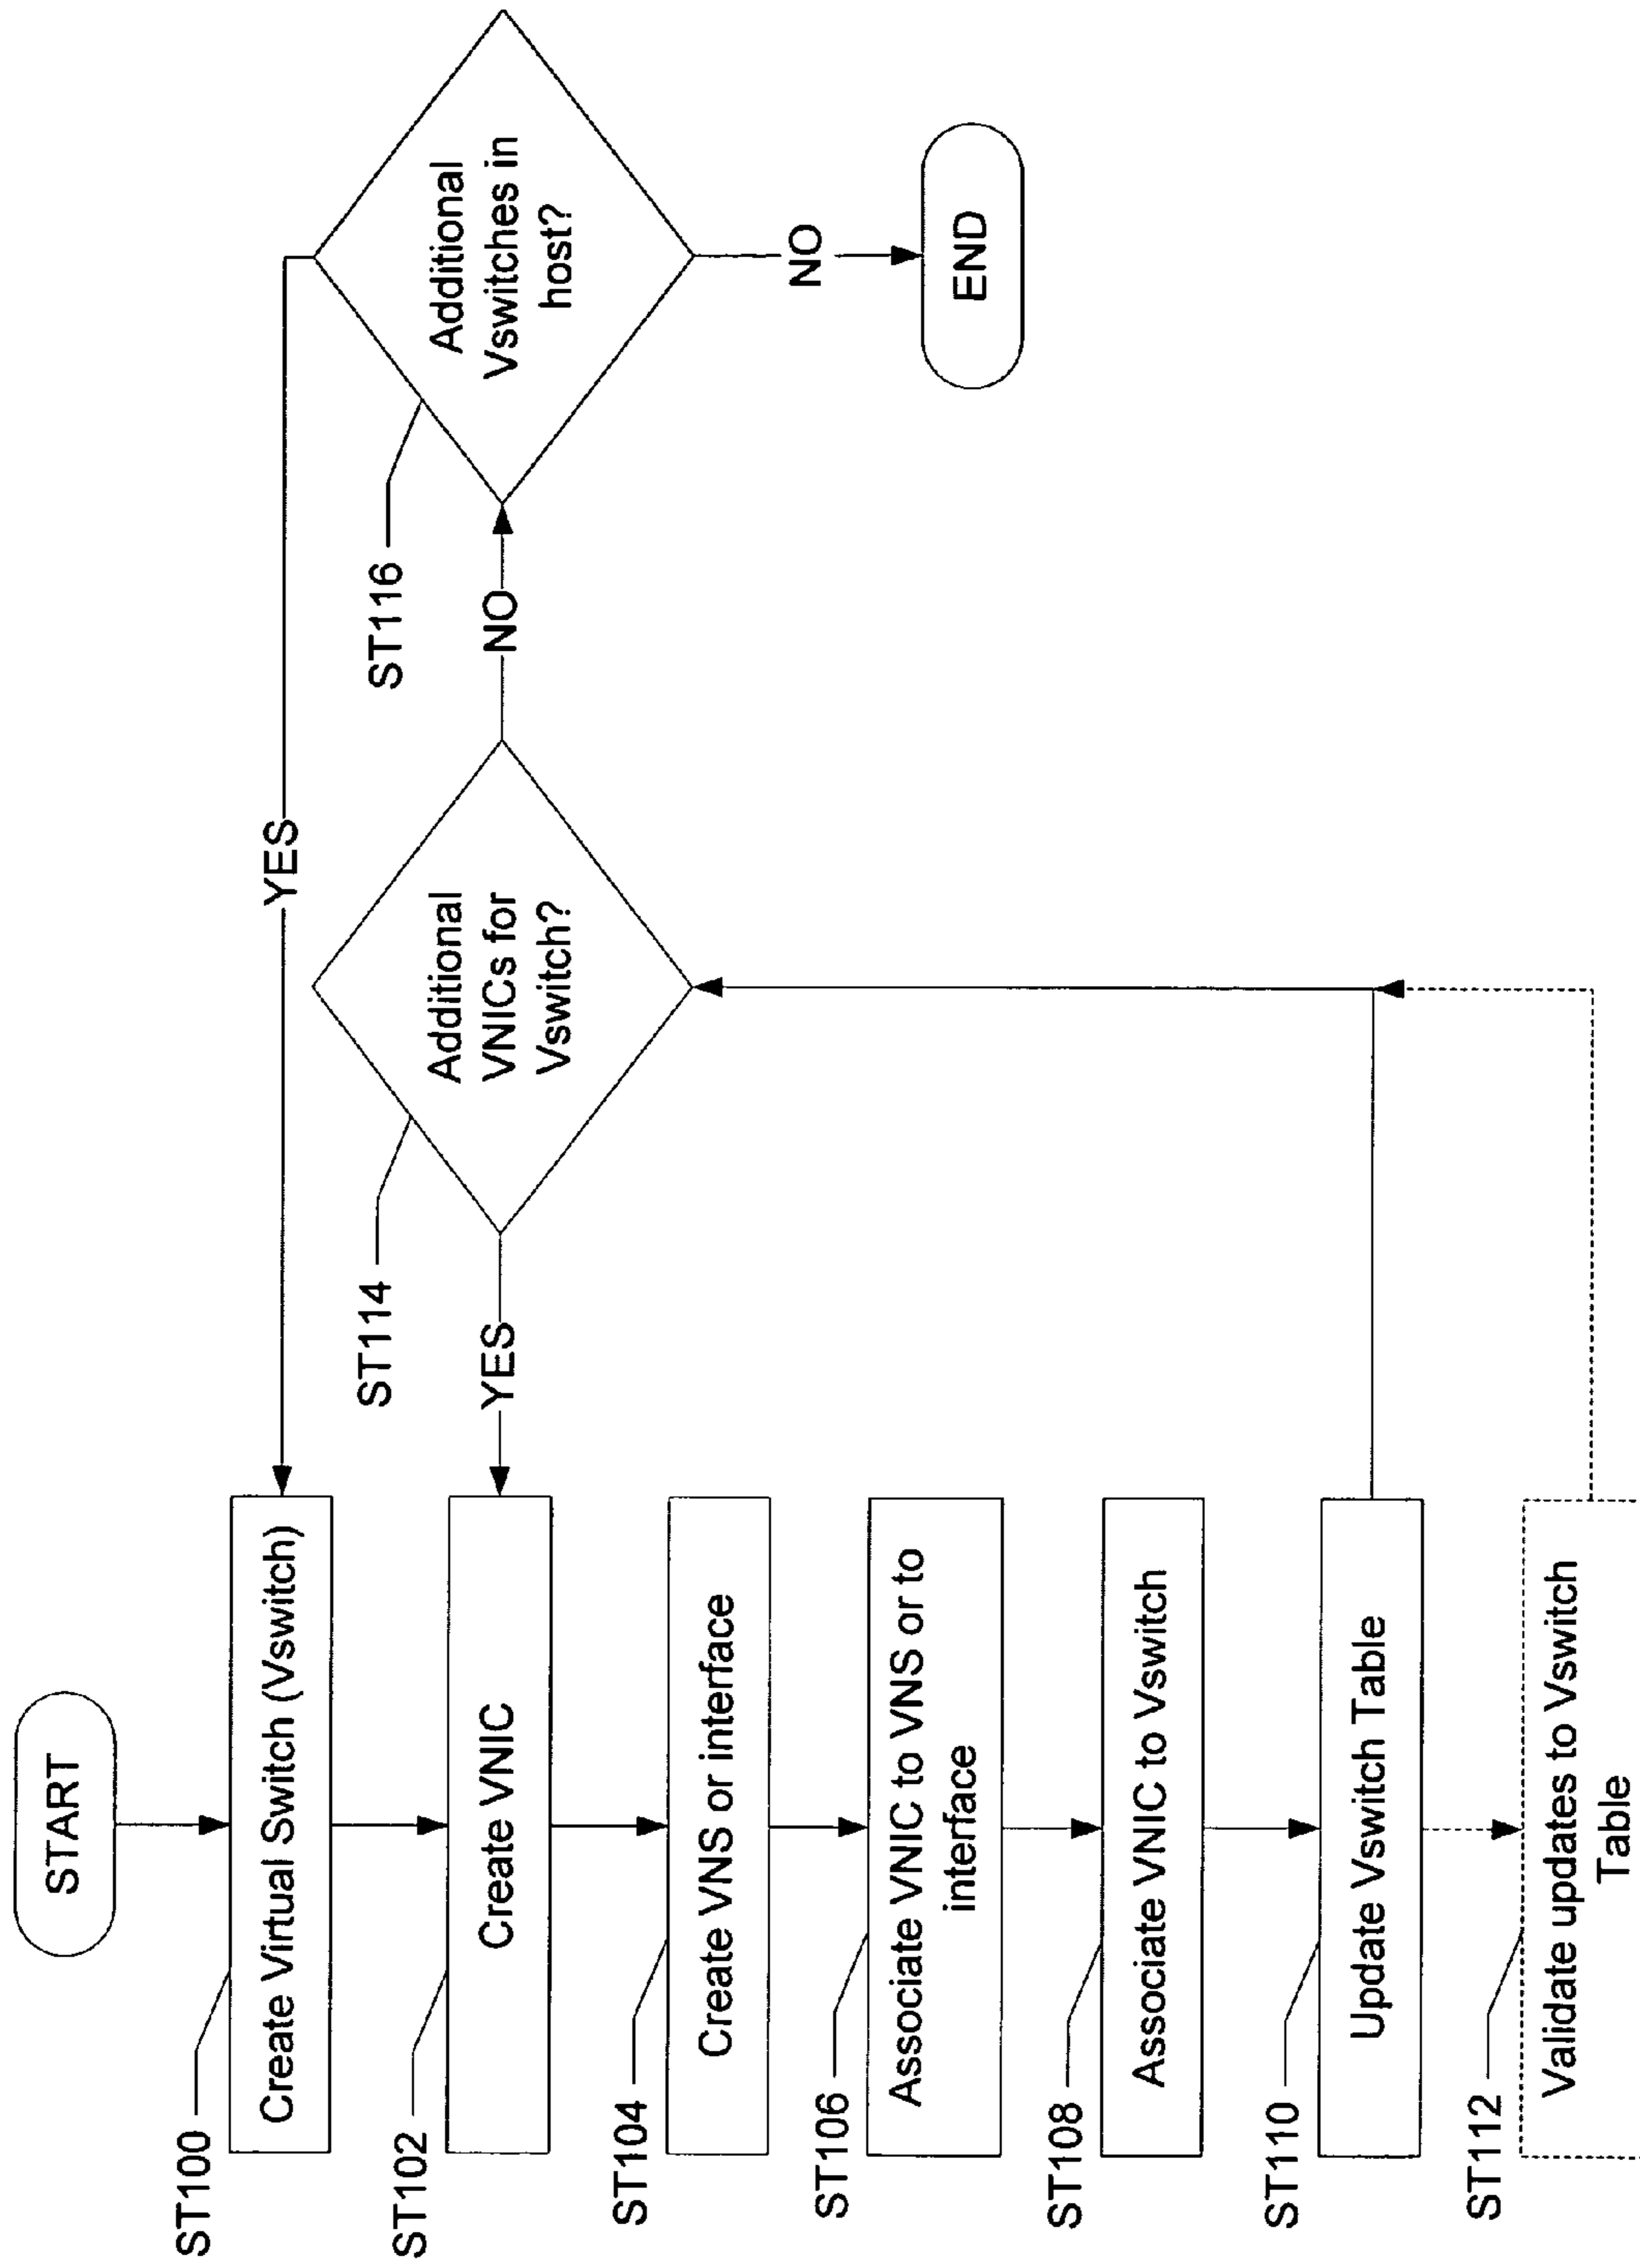 START
ST100
Create Virtual Switch (Vswitch)
ST102
Create VNIC
ST104
Create VNS or interface
ST106
Associate VNIC to VNS or to
interface
ST108
Associate VNIC to Vswitch
ST110
Update Vswitch Table
ST112
Validate updates to Vswitch
Table
ST114
Additional
VNICs for
Vswitch?
YES
NO
ST116
Additional
Vswitches in
host?
YES
NO
END